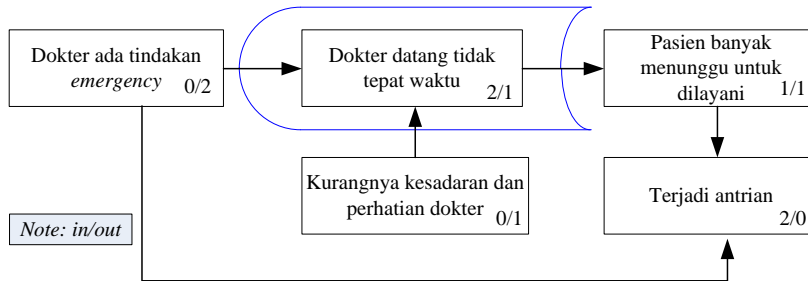 Dokter ada tindakan
emergency
0/2
Dokter datang tidak
tepat waktu
2/1
Pasien banyak
menunggu untuk
dilayani
1/1
Kurangnya kesadaran dan
perhatian dokter
0/1
Terjadi antrian
2/0
Note: in/out